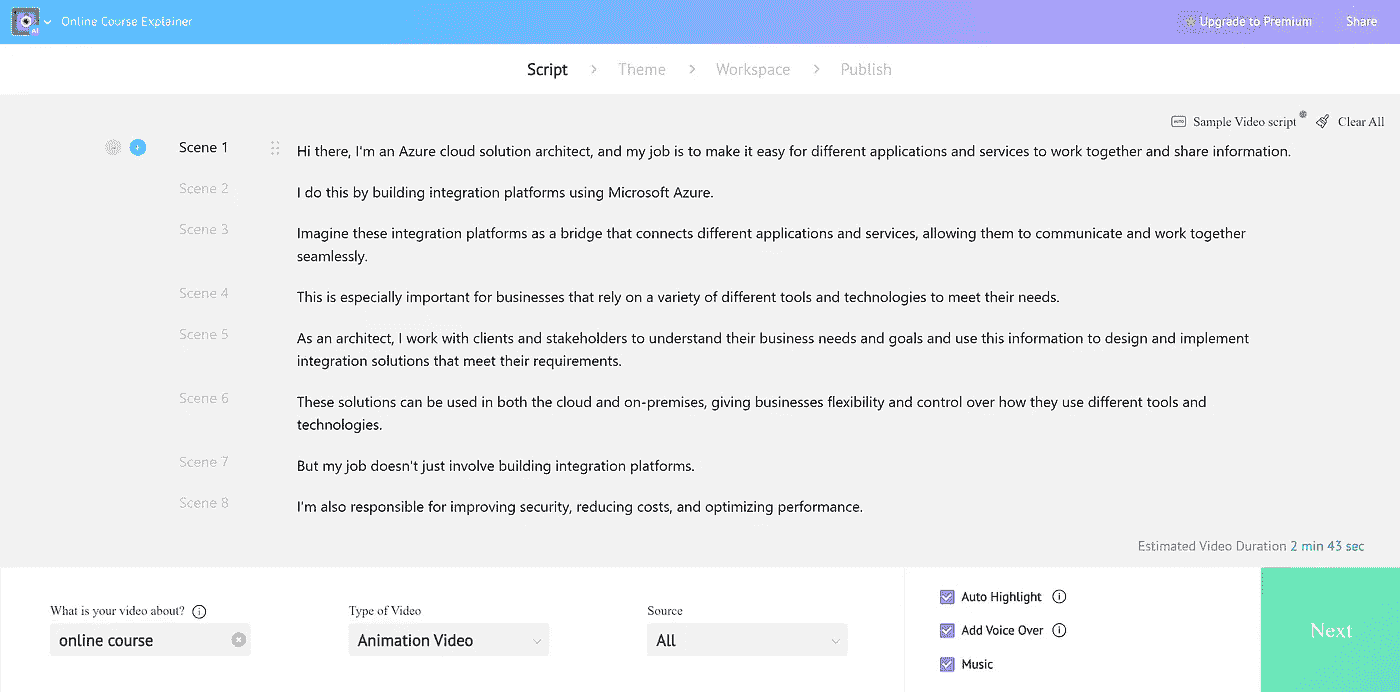 AI
Online Course Explainer
Upgrade to Premium
Share
Script > Theme > Workspace > Publish
Sample Video script
Clear All
Scene 1
Hi there, I'm an Azure cloud solution architect, and my job is to make it easy for different applications and services to work together and share information.
Scene 2
I do this by building integration platforms using Microsoft Azure.
Scene 3
Imagine these integration platforms as a bridge that connects different applications and services, allowing them to communicate and work together
seamlessly.
Scene 4
This is especially important for businesses that rely on a variety of different tools and technologies to meet their needs.
Scene 5
As an architect, I work with clients and stakeholders to understand their business needs and goals and use this information to design and implement
integration solutions that meet their requirements.
Scene 6
These solutions can be used in both the cloud and on-premises, giving businesses flexibility and control over how they use different tools and
technologies.
Scene 7
But my job doesn't just involve building integration platforms.
Scene 8
I'm also responsible for improving security, reducing costs, and optimizing performance.
Estimated Video Duration 2 min 43 sec
What is your video about?
online course
Type of Video
Animation Video
Source
All
Auto Highlight
Add Voice Over
Music
Next